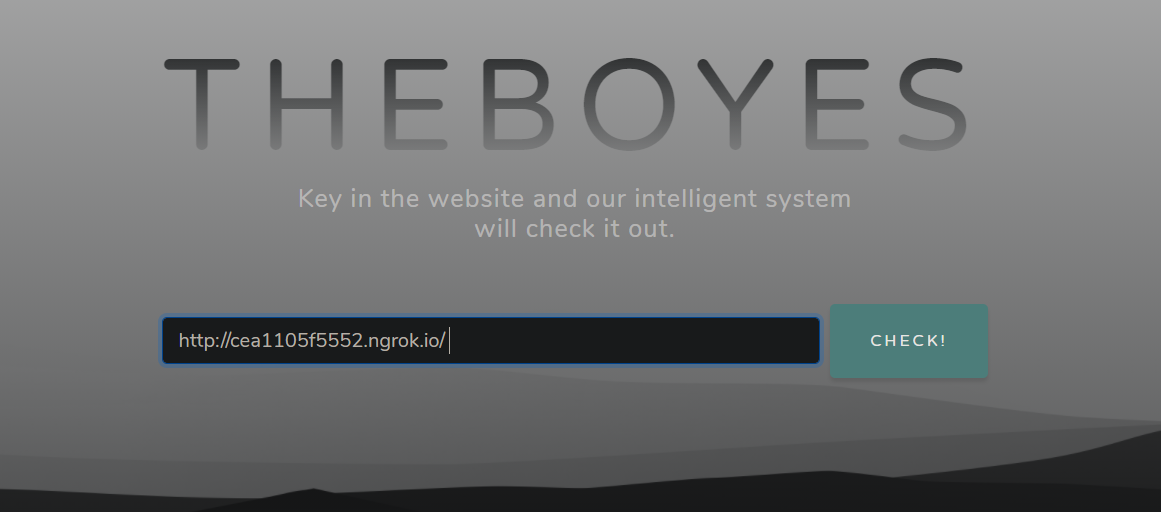 THEBOYES
Key in the website and our intelligent system
will check it out.
http://cea1105f5552.ngrok.io/
CHECK!